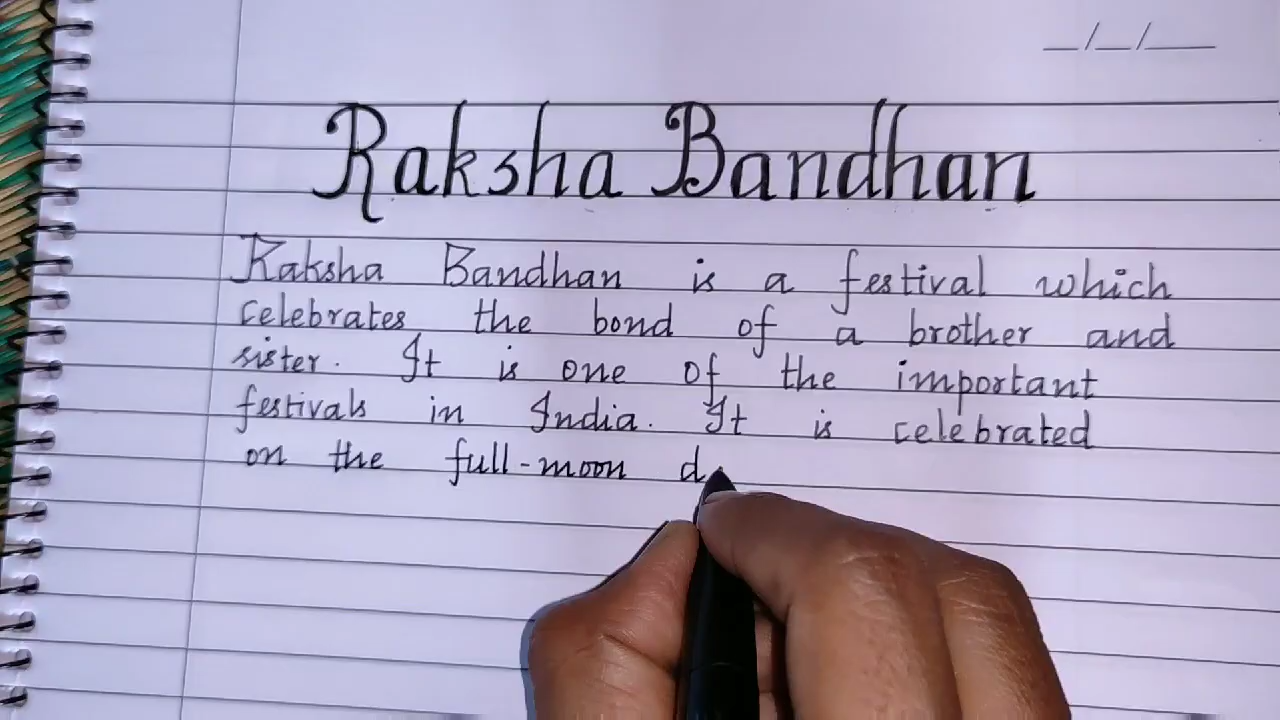 Raksha Bandhan
Raksha Bandhan is a festival which
celebrates the bond of a brother and
sister. It is one of the important
festivals in India. It is celebrated
on the full-moon d